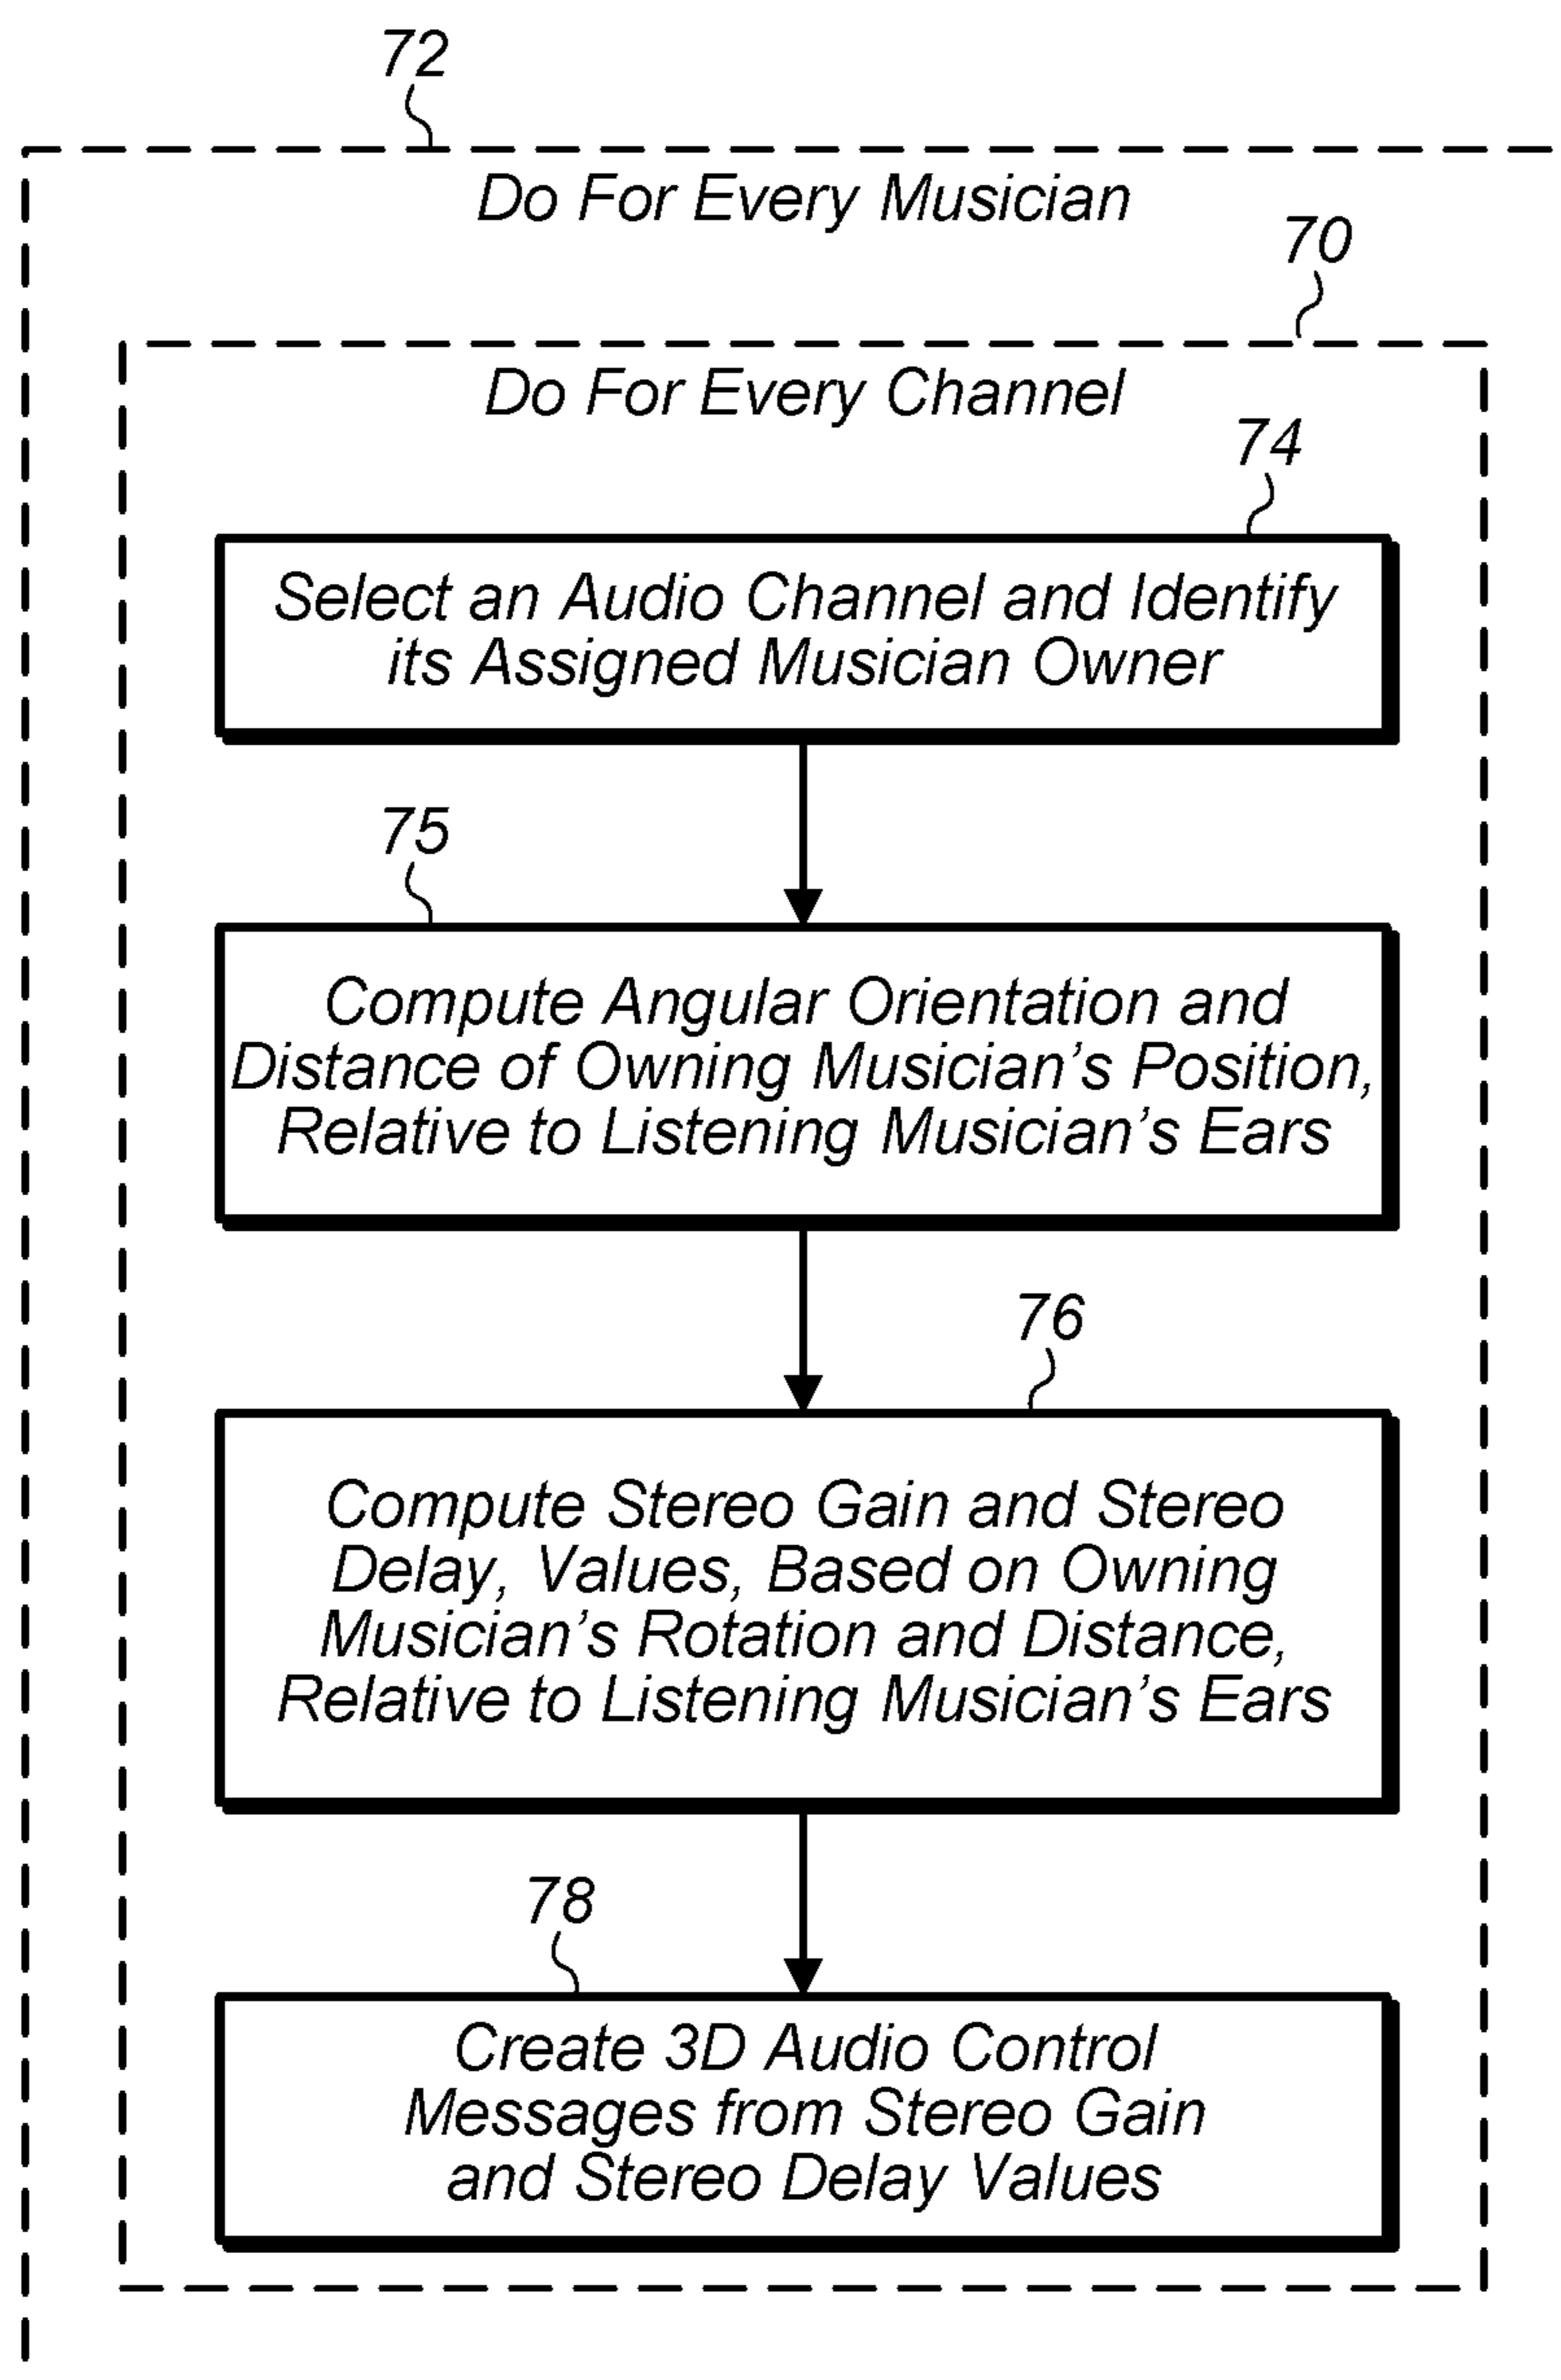 72
Do For Every Musician
70
Do For Every Channel
74
Select an Audio Channel and Identify
its Assigned Musician Owner
75
Compute Angular Orientation and
Distance of Owning Musician's Position,
Relative to Listening Musician's Ears
76
Compute Stereo Gain and Stereo
Delay, Values, Based on Owning
Musician's Rotation and Distance,
Relative to Listening Musician's Ears
78
Create 3D Audio Control
Messages from Stereo Gain
and Stereo Delay Values